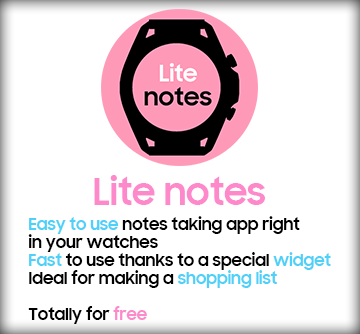 Lite
notes
Lite notes
Easy to use notes taking app right
in your watches
Fast to use thanks to a special widget
Ideal for making a shopping list
Totally for free